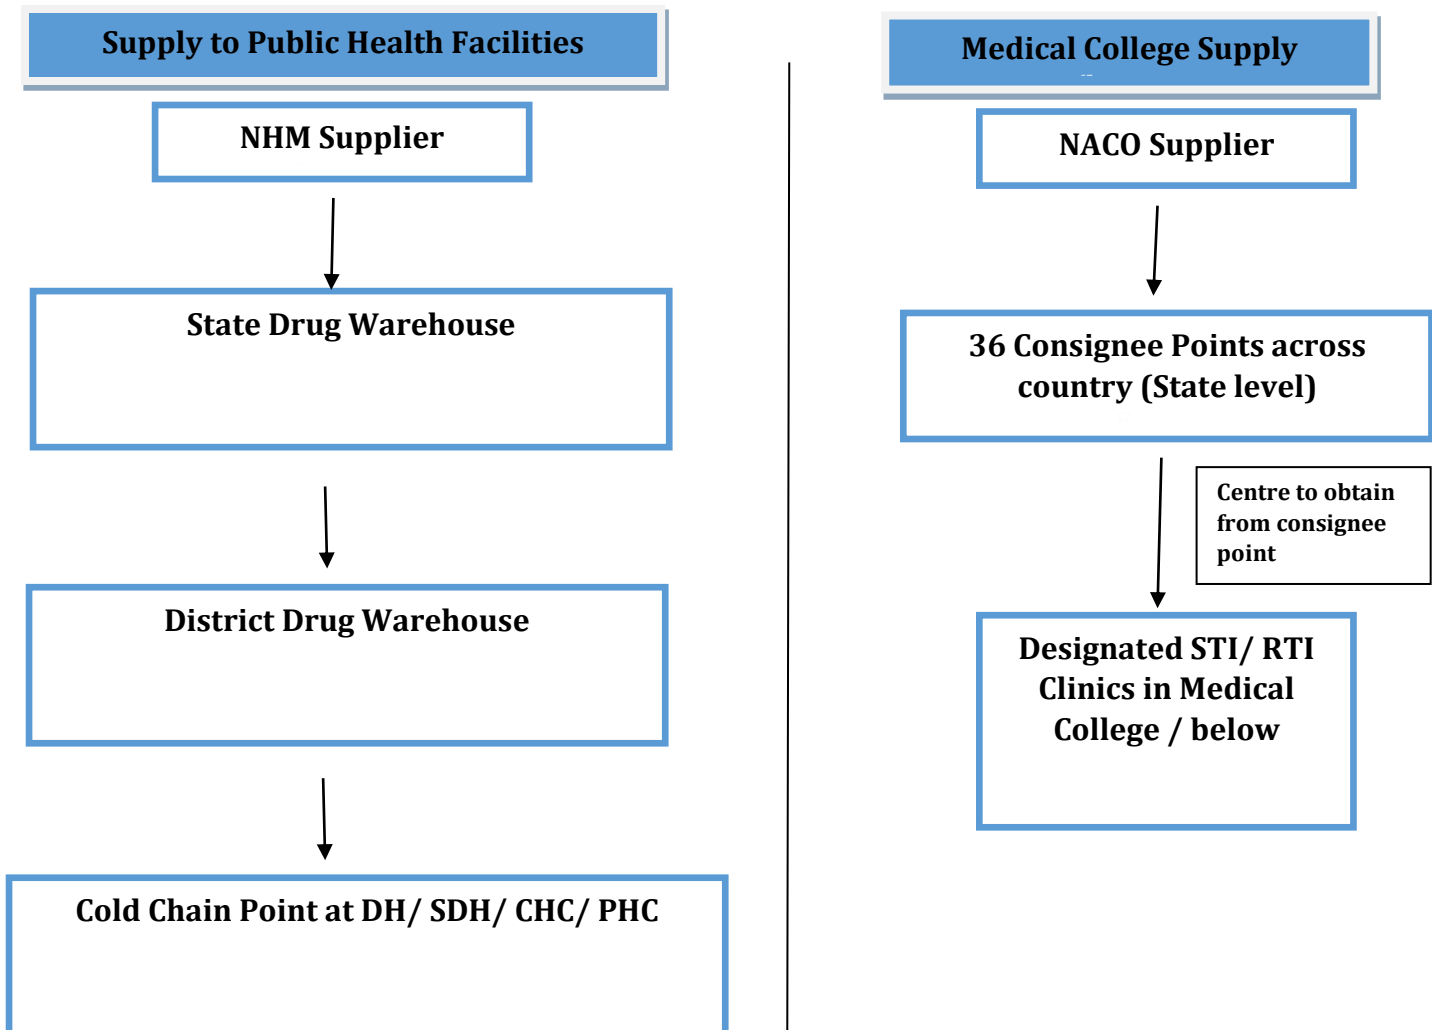 Supply to Public Health Facilities
NHM Supplier
State Drug Warehouse
District Drug Warehouse
Cold Chain Point at DH/ SDH/ CHC/ PHC
Medical College Supply
NACO Supplier
36 Consignee Points across
country (State level)
Centre to obtain
from consignee
point
Designated STI/ RTI
Clinics in Medical
College / below